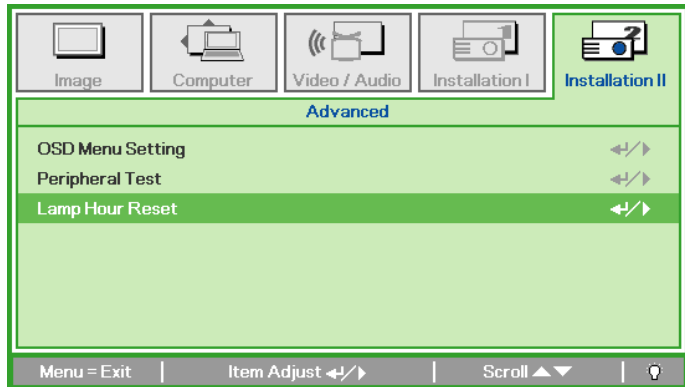 Image
Computer
Video / Audio
Installation I
Installation II
Advanced
OSD Menu Setting
Peripheral Test
Lamp Hour Reset
Menu = Exit | Item Adjust ↵/▶ | Scroll ▲▼